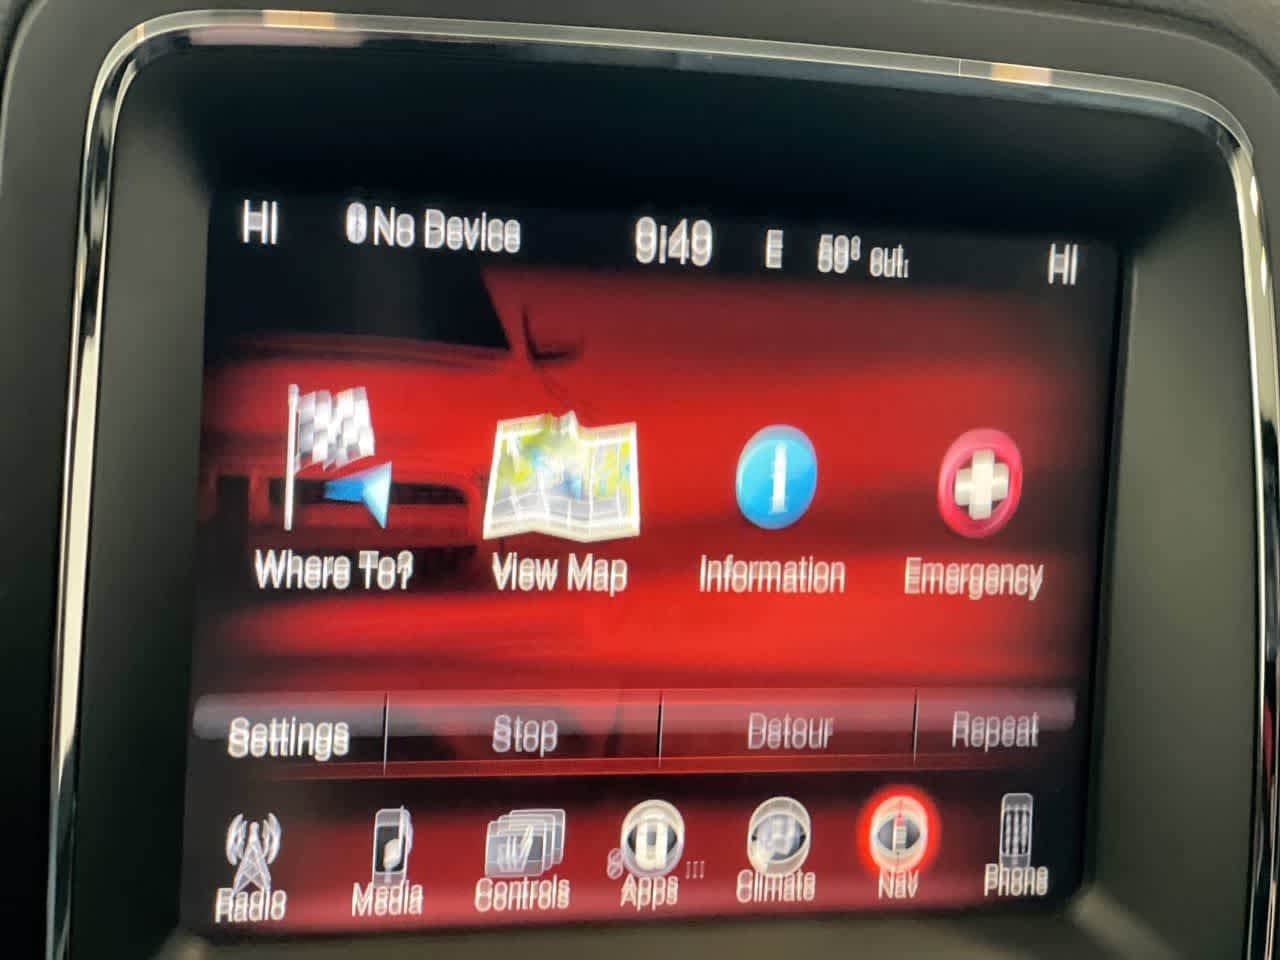 HI No Device 9:49 E out HI
Where To? View Map Information Emergency
Settings Stop Detour Repeat
Radio Media Controls Apps Climate Nav Phone